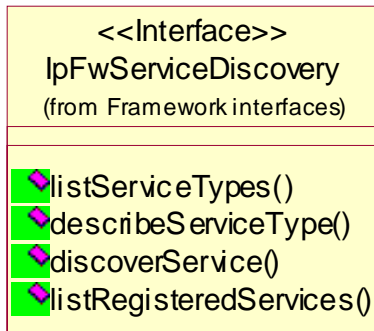 <<Interface>>
IpFwServiceDiscovery
(from Framework interfaces)
listServiceTypes()
describeServiceType()
discoverService()
listRegisteredServices()